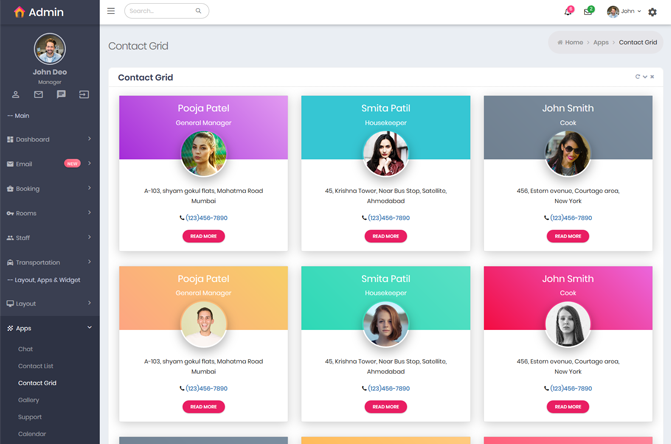 Admin
Search...
6
2
John
John Deo
Manager
Main
Dashboard
Email
NEW
Booking
Rooms
Staff
Transportation
Layout, Apps & Widget
Layout
Apps
Chat
Contact List
Contact Grid
Gallery
Support
Calendar
Contact Grid
Home > Apps > Contact Grid
Contact Grid
Pooja Patel
General Manager
A-103, shyam gokul flats, Mahatma Road
Mumbai
(123)456-7890
READ MORE
Smita Patil
Housekeeper
45, Krishna Tower, Near Bus Stop, Satellite,
Ahmedabad
(123)456-7890
READ MORE
John Smith
Cook
456, Estern evenue, Courtage area,
New York
(123)456-7890
READ MORE
Pooja Patel
General Manager
A-103, shyam gokul flats, Mahatma Road
Mumbai
(123)456-7890
READ MORE
Smita Patil
Housekeeper
45, Krishna Tower, Near Bus Stop, Satellite,
Ahmedabad
(123)456-7890
READ MORE
John Smith
Cook
456, Estern evenue, Courtage area,
New York
(123)456-7890
READ MORE